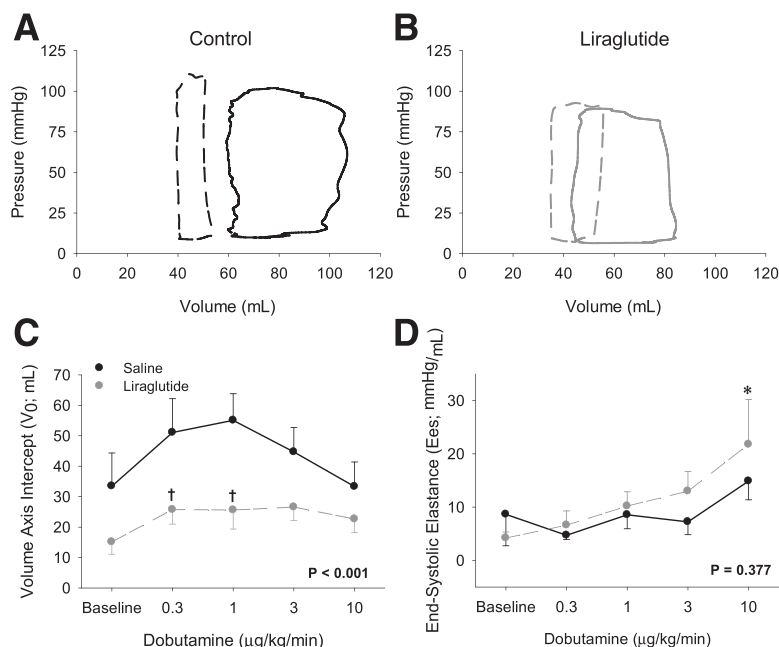 A
Control
125
100
75
50
25
0
Pressure (mmHg)
0 20 40 60 80 100 120
Volume (mL)
B
Liraglutide
125
100
75
50
25
0
Pressure (mmHg)
0 20 40 60 80 100 120
Volume (mL)
C
Saline
Liraglutide
70
60
50
40
30
20
10
0
Volume Axis Intercept (V0; mL)
† †
P < 0.001
Baseline 0.3 1 3 10
Dobutamine (μg/kg/min)
D
30
20
10
0
End-Systolic Elastance (Ees; mmHg/mL)
*
P = 0.377
Baseline 0.3 1 3 10
Dobutamine (μg/kg/min)